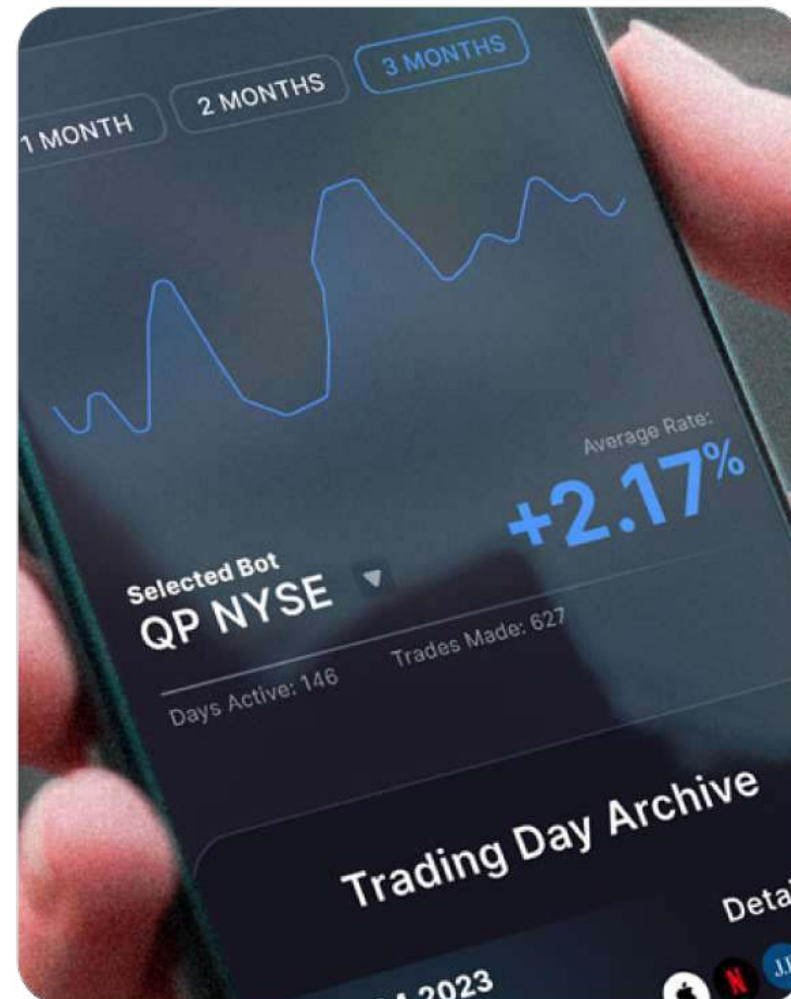 1 MONTH
2 MONTHS
3 MONTHS
Average Rate:
+2.17%
Selected Bot
QP NYSE
Days Active: 146
Trades Made: 627
Trading Day Archive
2023